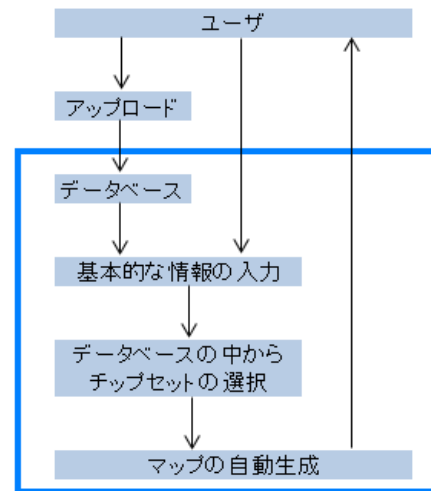 ユーザ
アップロード
データベース
基本的な情報の入力
データベースの中から
チップセットの選択
マップの自動生成